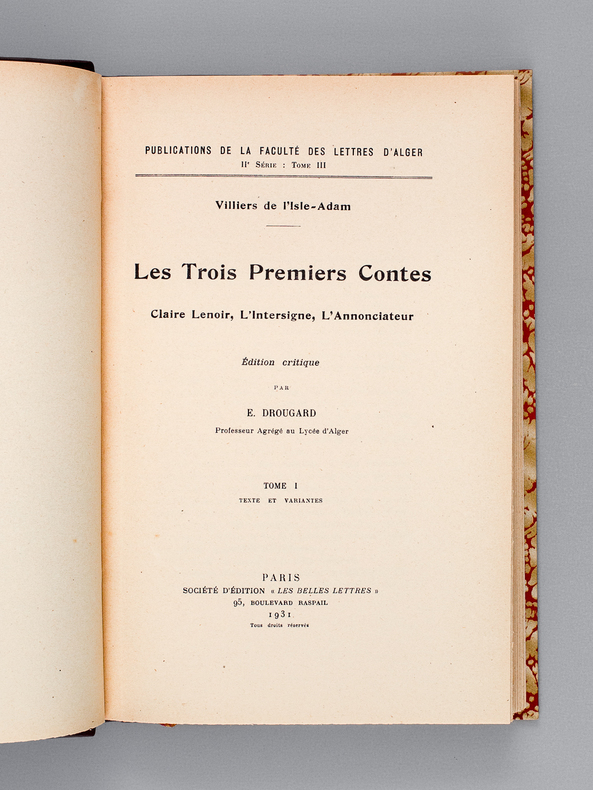 PUBLICATIONS DE LA FACULTÉ DES LETTRES D'ALGER
IIe SÉRIE : TOME III
Villiers de l'Isle-Adam
Les Trois Premiers Contes
Claire Lenoir, L'Intersigne, L'Annonciateur
Édition critique
PAR
E. DROUGARD
Professeur Agrégé au Lycée d'Alger
TOME I
TEXTE ET VARIANTES
PARIS
SOCIÉTÉ D'ÉDITION « LES BELLES LETTRES »
95, BOULEVARD RASPAIL
1931
Tous droits réservés